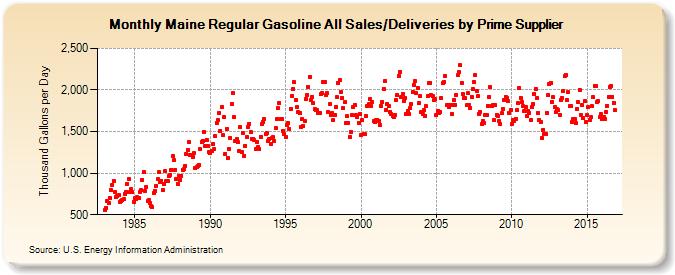 Monthly Maine Regular Gasoline All Sales/Deliveries by Prime Supplier
Thousand Gallons per Day
2,500
2,000
1,500
1,000
500
1985 1990 1995 2000 2005 2010 2015
Source: U.S. Energy Information Administration